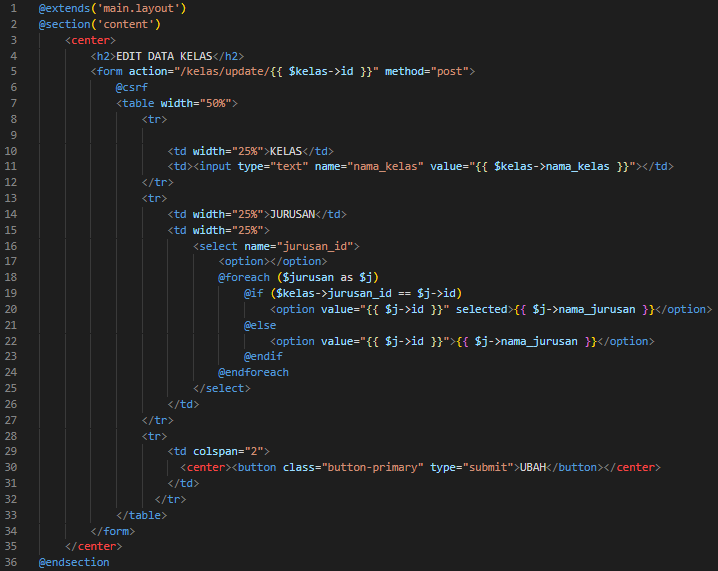 1 @extends('main.layout')
2 @section('content')
3 <center>
4 <h2>EDIT DATA KELAS</h2>
5 <form action="/kelas/update/{{ $kelas->id }}" method="post">
6 @csrf
7 <table width="50%">
8 <tr>
9
10 <td width="25%">KELAS</td>
11 <td><input type="text" name="nama_kelas" value="{{ $kelas->nama_kelas }}"></td>
12 </tr>
13 <tr>
14 <td width="25%">JURUSAN</td>
15 <td width="25%">
16 <select name="jurusan_id">
17 <option></option>
18 @foreach ($jurusan as $j)
19 @if ($kelas->jurusan_id == $j->id)
20 <option value="{{ $j->id }}" selected>{{ $j->nama_jurusan }}</option>
21 @else
22 <option value="{{ $j->id }}">{{ $j->nama_jurusan }}</option>
23 @endif
24 @endforeach
25 </select>
26 </td>
27 </tr>
28 <tr>
29 <td colspan="2">
30 <center><button class="button-primary" type="submit">UBAH</button></center>
31 </td>
32 </tr>
33 </table>
34 </form>
35 </center>
36 @endsection